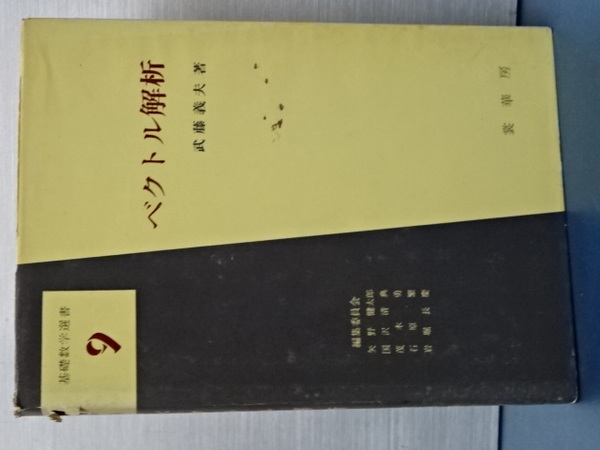 基礎数学選書
9
ベクトル解析
武藤義夫 著
編集委員会
矢野 健太郎
国沢 清典
茂木 勇
石原 繁
岩堀 長慶
裳華房